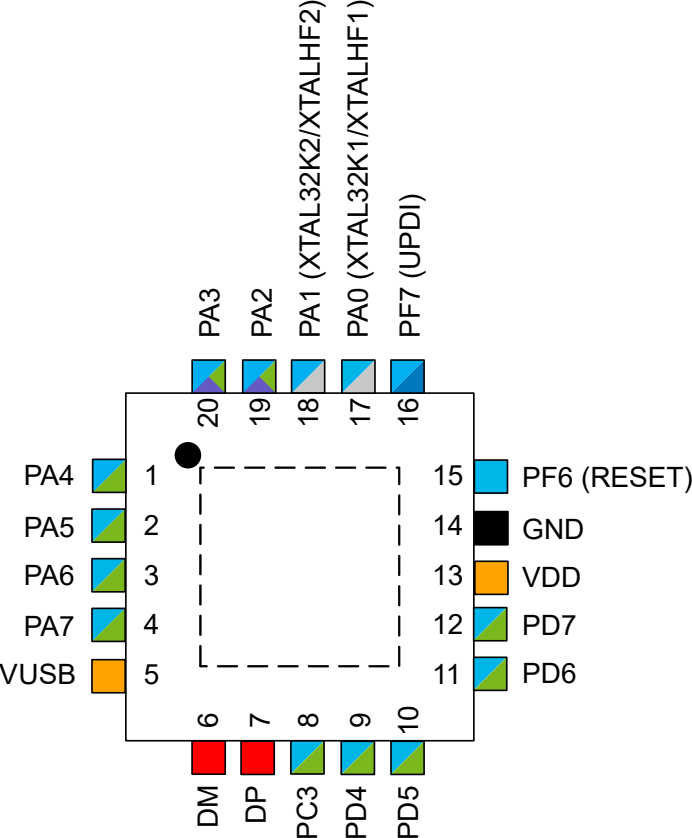 PA3
PA2
PA1 (XTAL32K2/XTALHF2)
PA0 (XTAL32K1/XTALHF1)
PF7 (UPDI)
20
19
18
17
16
PA4 1
PA5 2
PA6 3
PA7 4
VUSB 5
15 PF6 (RESET)
14 GND
13 VDD
12 PD7
11 PD6
6
7
8
9
10
DM
DP
PC3
PD4
PD5